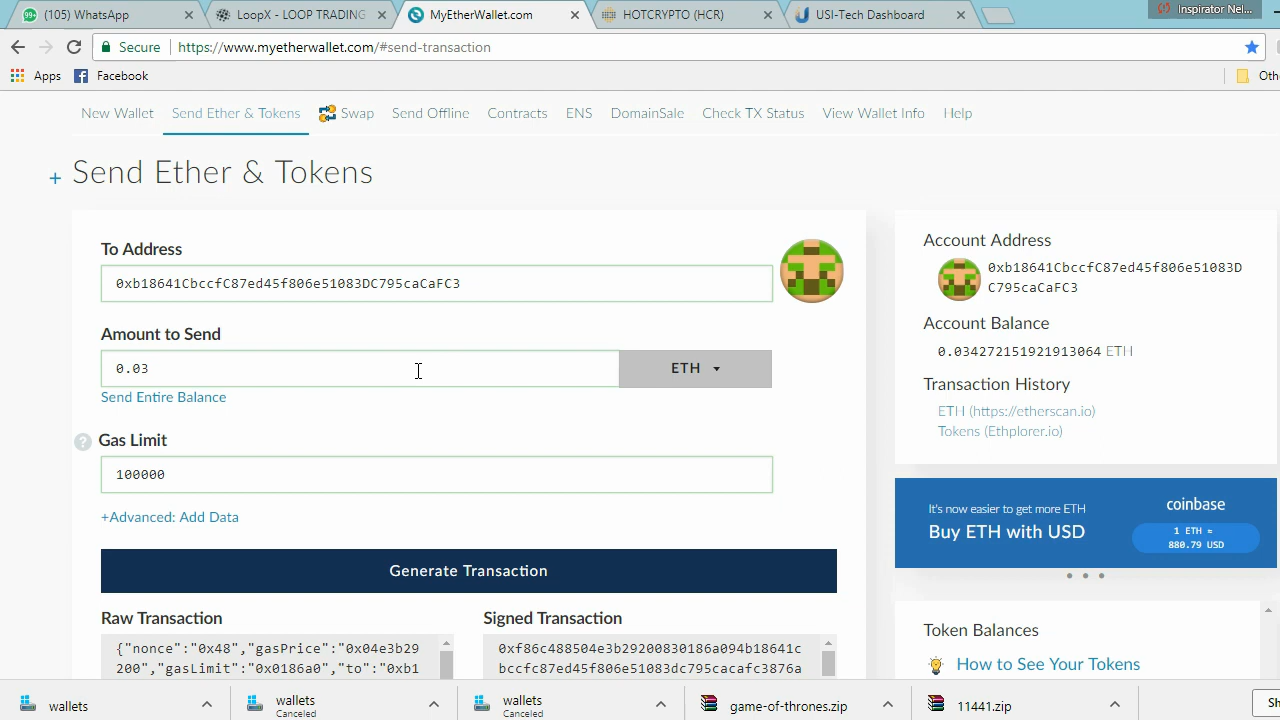 (105) WhatsApp
LoopX - LOOP TRADING
MyEtherWallet.com
HOTCRYPTO (HCR)
USI-Tech Dashboard
Inspirator Nel...
Secure
https://www.myetherwallet.com/#send-transaction
Apps
Facebook
Othe
New Wallet
Send Ether & Tokens
Swap
Send Offline
Contracts
ENS
DomainSale
Check TX Status
View Wallet Info
Help
+ Send Ether & Tokens
To Address
0xb18641CbccfC87ed45f806e51083DC795caCaFC3
Amount to Send
0.03
ETH
Send Entire Balance
? Gas Limit
100000
+Advanced: Add Data
Generate Transaction
Raw Transaction
{"nonce":"0x48","gasPrice":"0x04e3b29
200","gasLimit":"0x0186a0","to":"0xb1
Signed Transaction
0xf86c488504e3b29200830186a094b18641c
bccfc87ed45f806e51083dc795cacafc3876a
Account Address
0xb18641CbccfC87ed45f806e51083D
C795caCaFC3
Account Balance
0.034272151921913064 ETH
Transaction History
ETH (https://etherscan.io)
Tokens (Ethplorer.io)
It's now easier to get more ETH
Buy ETH with USD
coinbase
1 ETH ≈
880.79 USD
Token Balances
How to See Your Tokens
wallets
wallets
Canceled
wallets
Canceled
game-of-thrones.zip
11441.zip
Sh